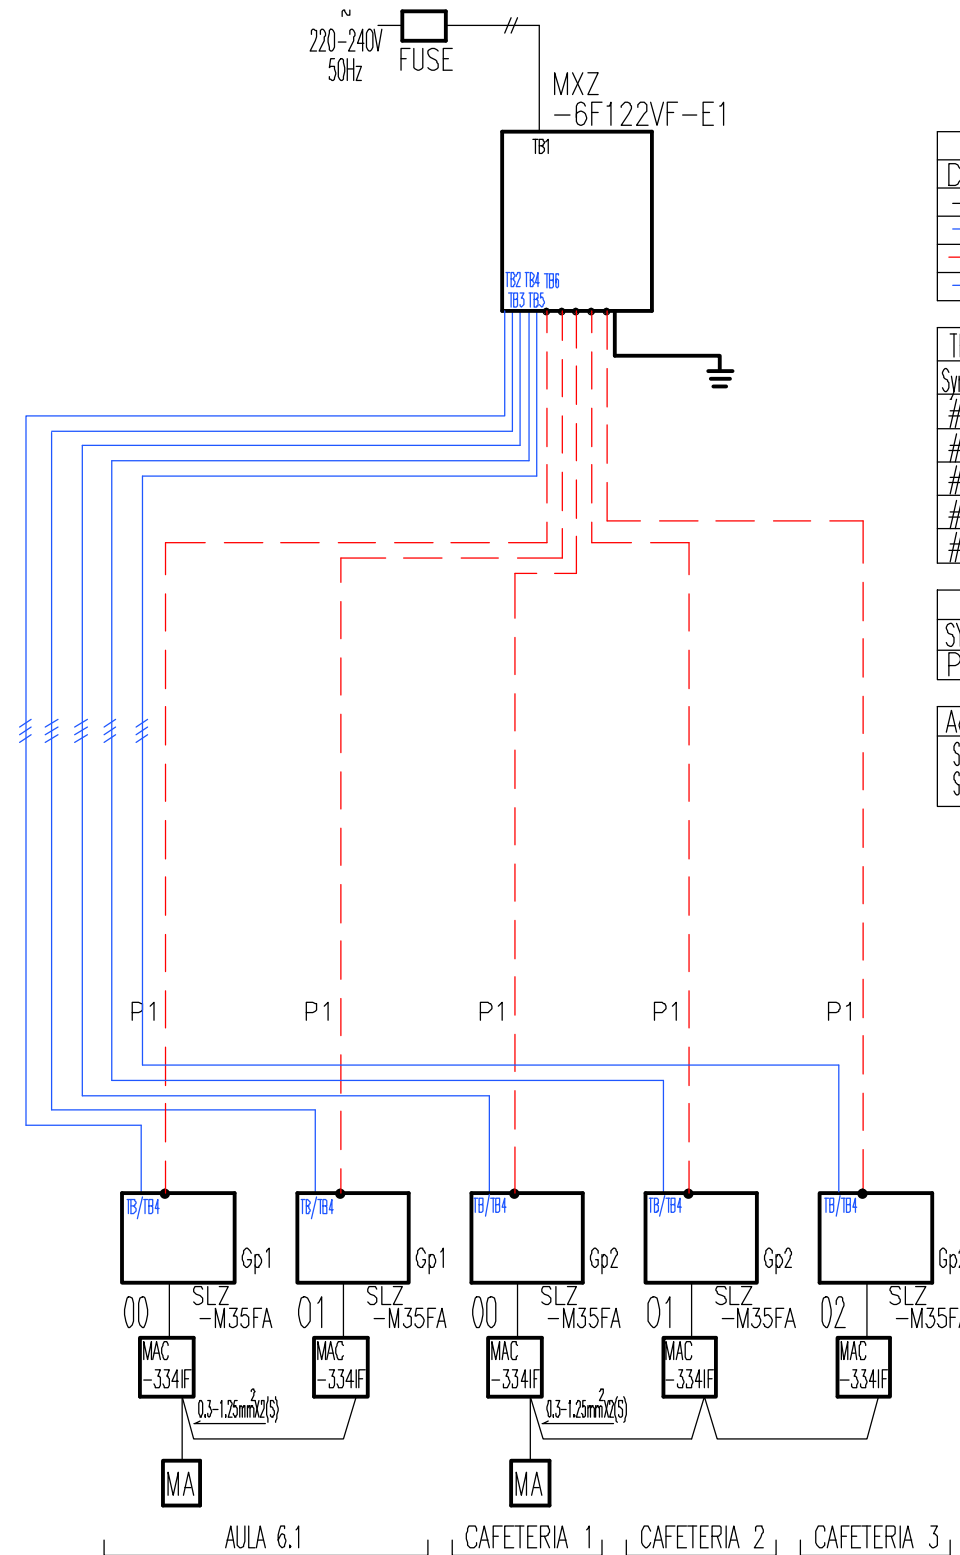 ~
220-240V
50Hz
FUSE
MXZ
-6F122VF-E1
TB1
TB2 TB4 TB6
TB3 TB5
P1 P1 P1 P1 P1
TB/TB4 TB/TB4 TB/TB4 TB/TB4 TB/TB4
Gp1 Gp1 Gp2 Gp2
SLZ SLZ SLZ SLZ SLZ
00 -M35FA 01 -M35FA 00 -M35FA 01 -M35FA 02 -M35FA
MAC MAC MAC MAC MAC
-334IF -334IF -334IF -334IF -334IF
0.3-1.25mm²X2(S) 0.3-1.25mm²X2(S)
MA MA
AULA 6.1 CAFETERIA 1 CAFETERIA 2 CAFETERIA 3
#
#
#
#
#